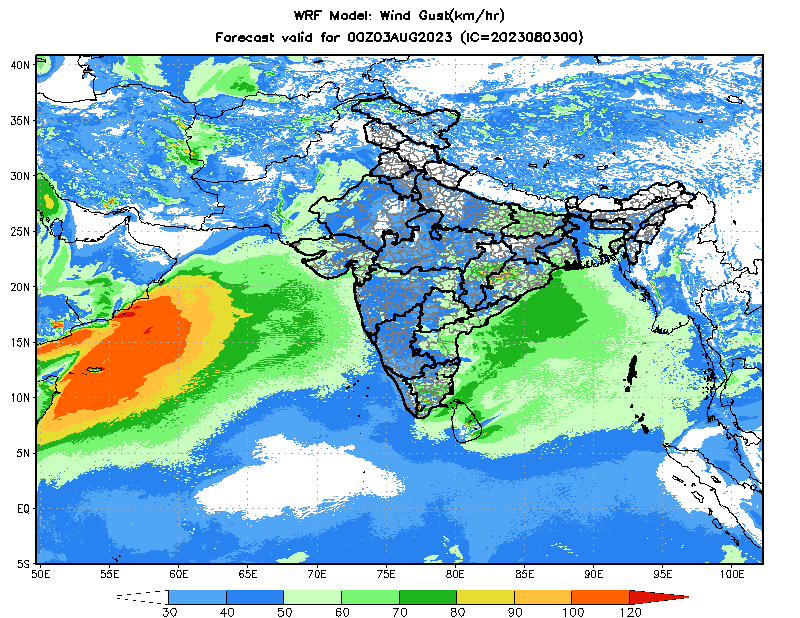 WRF Model: Wind Gust(km/hr)
Forecast valid for 00Z03AUG2023 (IC=2023080300)
40N
35N
30N
25N
20N
15N
10N
5N
EQ
5S
50E 55E 60E 65E 70E 75E 80E 85E 90E 95E 100E
30 40 50 60 70 80 90 100 120